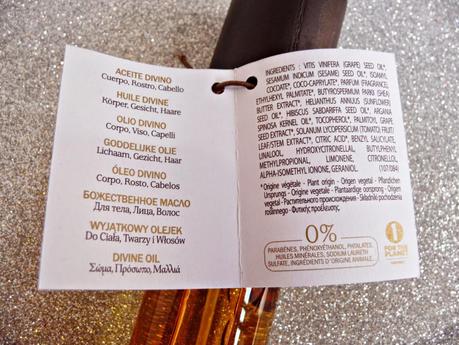 ACEITE DIVINO
Cuerpo, Rostro, Cabello
HUILE DIVINE
Körper, Gesicht, Haare
OLIO DIVINO
Corpo, Viso, Capelli
GODDELIJKE OLIE
Lichaam, Gezicht, Haar
ÓLEO DIVINO
Corpo, Rosto, Cabelos
БОЖЕСТВЕННОЕ МАСЛО
Для тела, Лица, Волос
WYJĄTKOWY OLEJEK
Do Ciała, Twarzy i Włosów
DIVINE OIL
Σώμα, Πρόσωπο, Μαλλιά
INGREDIENTS : VITIS VINIFERA (GRAPE) SEED OIL*,
SESAMUM INDICUM (SESAME) SEED OIL*, ISOAMYL
COCOATE*, COCO-CAPRYLATE*, PARFUM (FRAGRANCE),
ETHYLHEXYL PALMITATE*, BUTYROSPERMUM PARKII (SHEA)
BUTTER EXTRACT*, HELIANTHUS ANNUUS (SUNFLOWER)
SEED OIL*, HIBISCUS SABDARIFFA SEED OIL*, ARGANIA
SPINOSA KERNEL OIL*, TOCOPHEROL*, PALMITOYL GRAPE
SEED EXTRACT*, SOLANUM LYCOPERSICUM (TOMATO) FRUIT/
LEAF/STEM EXTRACT*, CITRIC ACID*, BENZYL SALICYLATE,
LINALOOL, HYDROXYCITRONELLAL, BUTYLPHENYL
METHYLPROPIONAL, LIMONENE, CITRONELLOL,
ALPHA-ISOMETHYL IONONE, GERANIOL. (107/084)
*Origine végétale - Plant origin - Origen vegetal - Pflanzlichen
Ursprungs - Origine vegetale - Plantaardige oorsprong - Origem
vegetal - Растительного происхождения - Składniki pochodzenia
roślinnego - Φυτικής προέλευσης.
0%
PARABÈNES, PHÉNOXYÉTHANOL, PHTALATES,
HUILES MINÉRALES, SODIUM LAURETH
SULFATE, INGRÉDIENTS D'ORIGINE ANIMALE.
1
FOR THE
PLANET